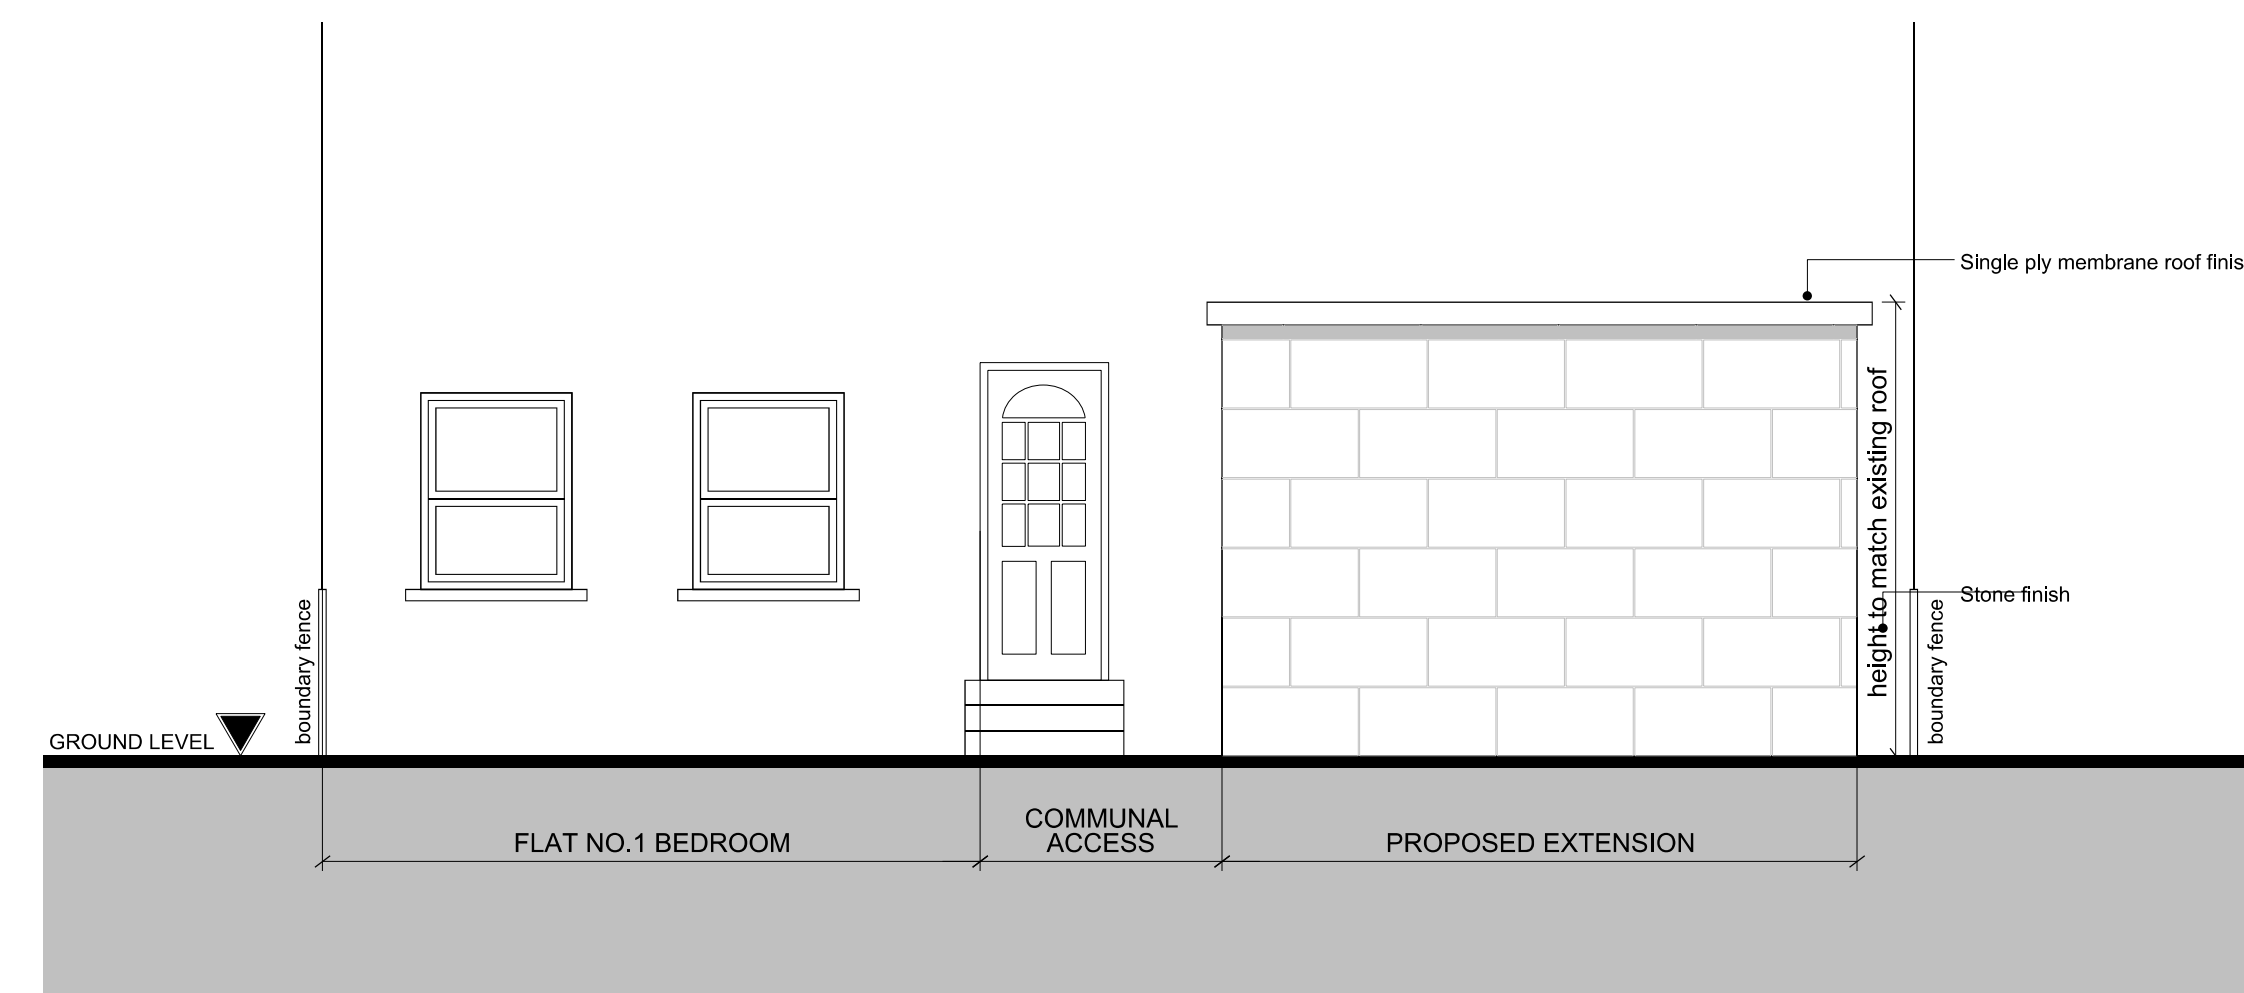 Single ply membrane roof finis
height to match existing roof
Stone finish
boundary fence
boundary fence
GROUND LEVEL
FLAT NO.1 BEDROOM
COMMUNAL
ACCESS
PROPOSED EXTENSION